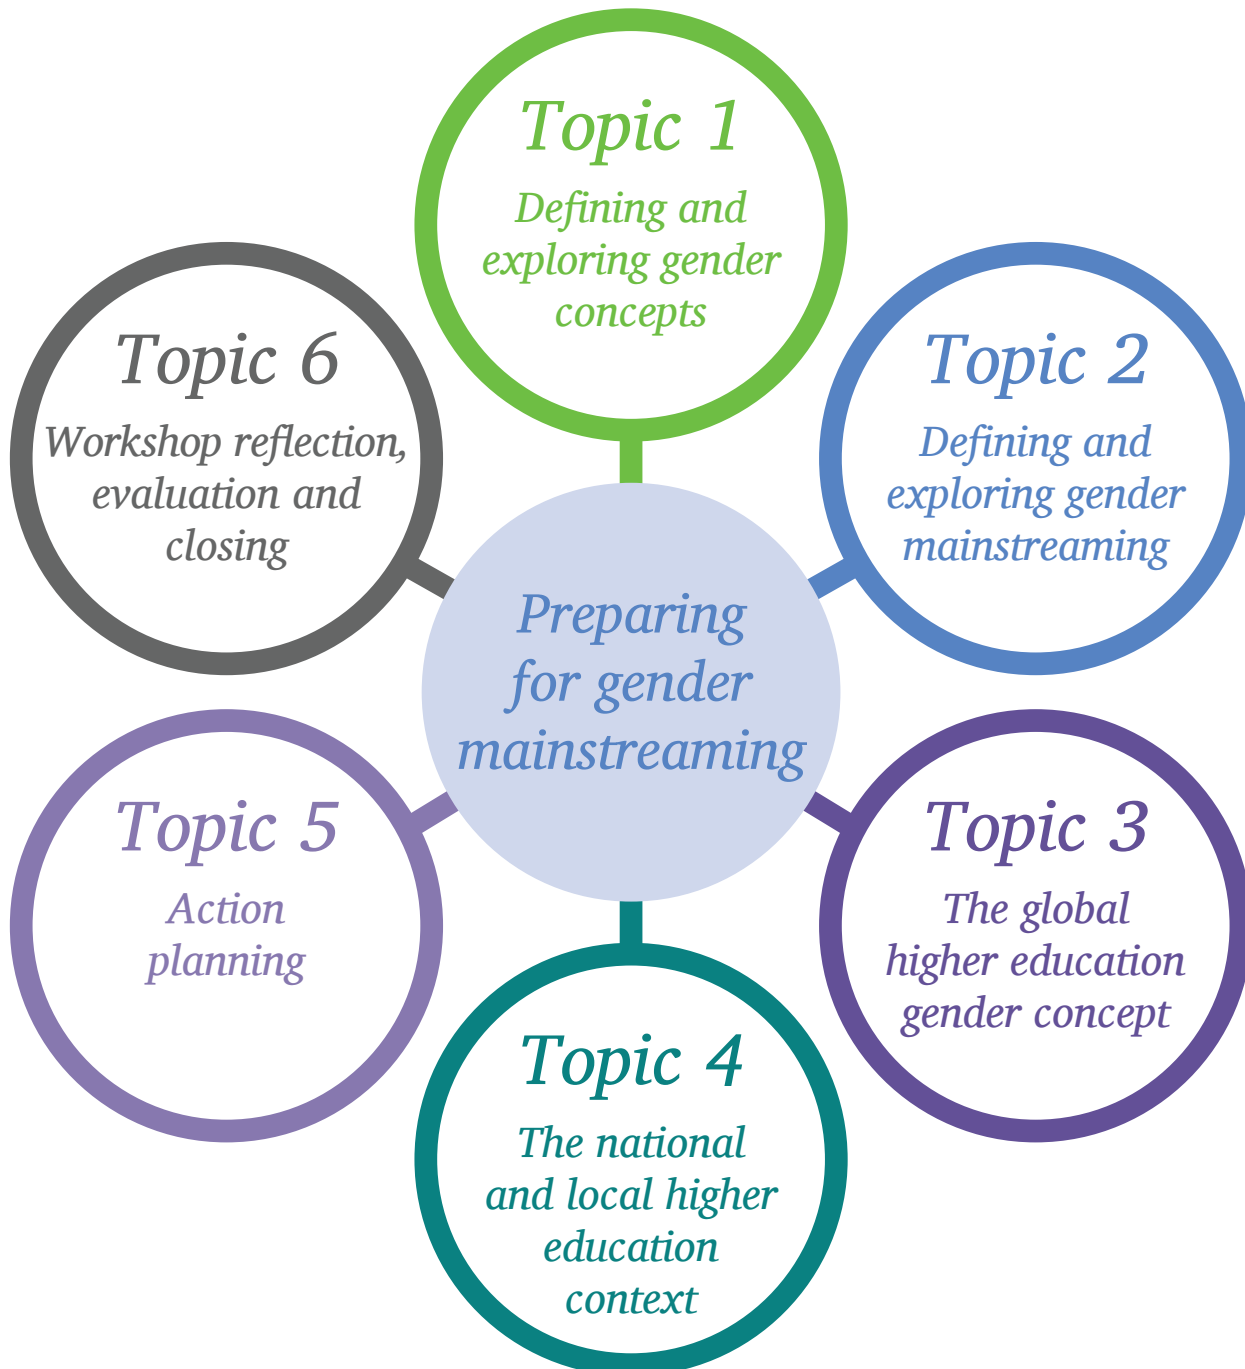 Topic 1
Defining and
exploring gender
concepts
Topic 2
Defining and
exploring gender
mainstreaming
Topic 3
The global
higher education
gender concept
Topic 4
The national
and local higher
education
context
Topic 5
Action
planning
Topic 6
Workshop reflection,
evaluation and
closing
Preparing
for gender
mainstreaming